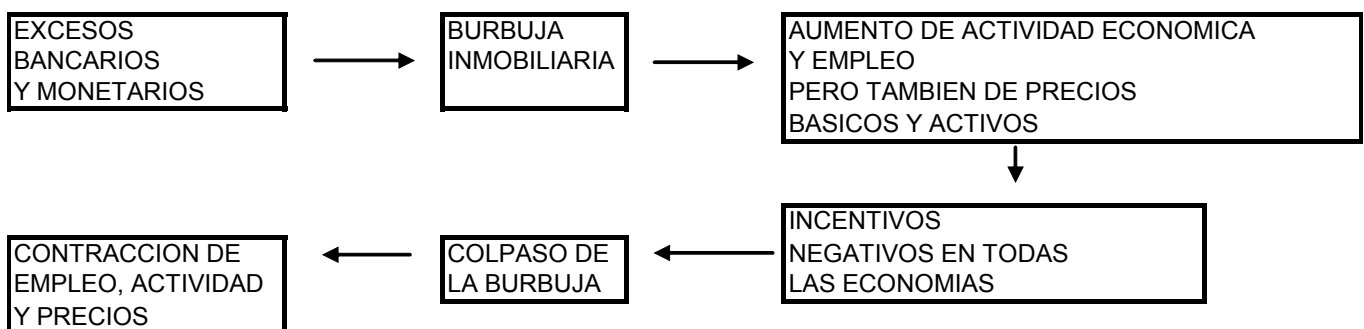 EXCESOS
BANCARIOS
Y MONETARIOS
BURBUJA
INMOBILIARIA
AUMENTO DE ACTIVIDAD ECONOMICA
Y EMPLEO
PERO TAMBIEN DE PRECIOS
BASICOS Y ACTIVOS
INCENTIVOS
NEGATIVOS EN TODAS
LAS ECONOMIAS
COLPASO DE
LA BURBUJA
CONTRACCION DE
EMPLEO, ACTIVIDAD
Y PRECIOS